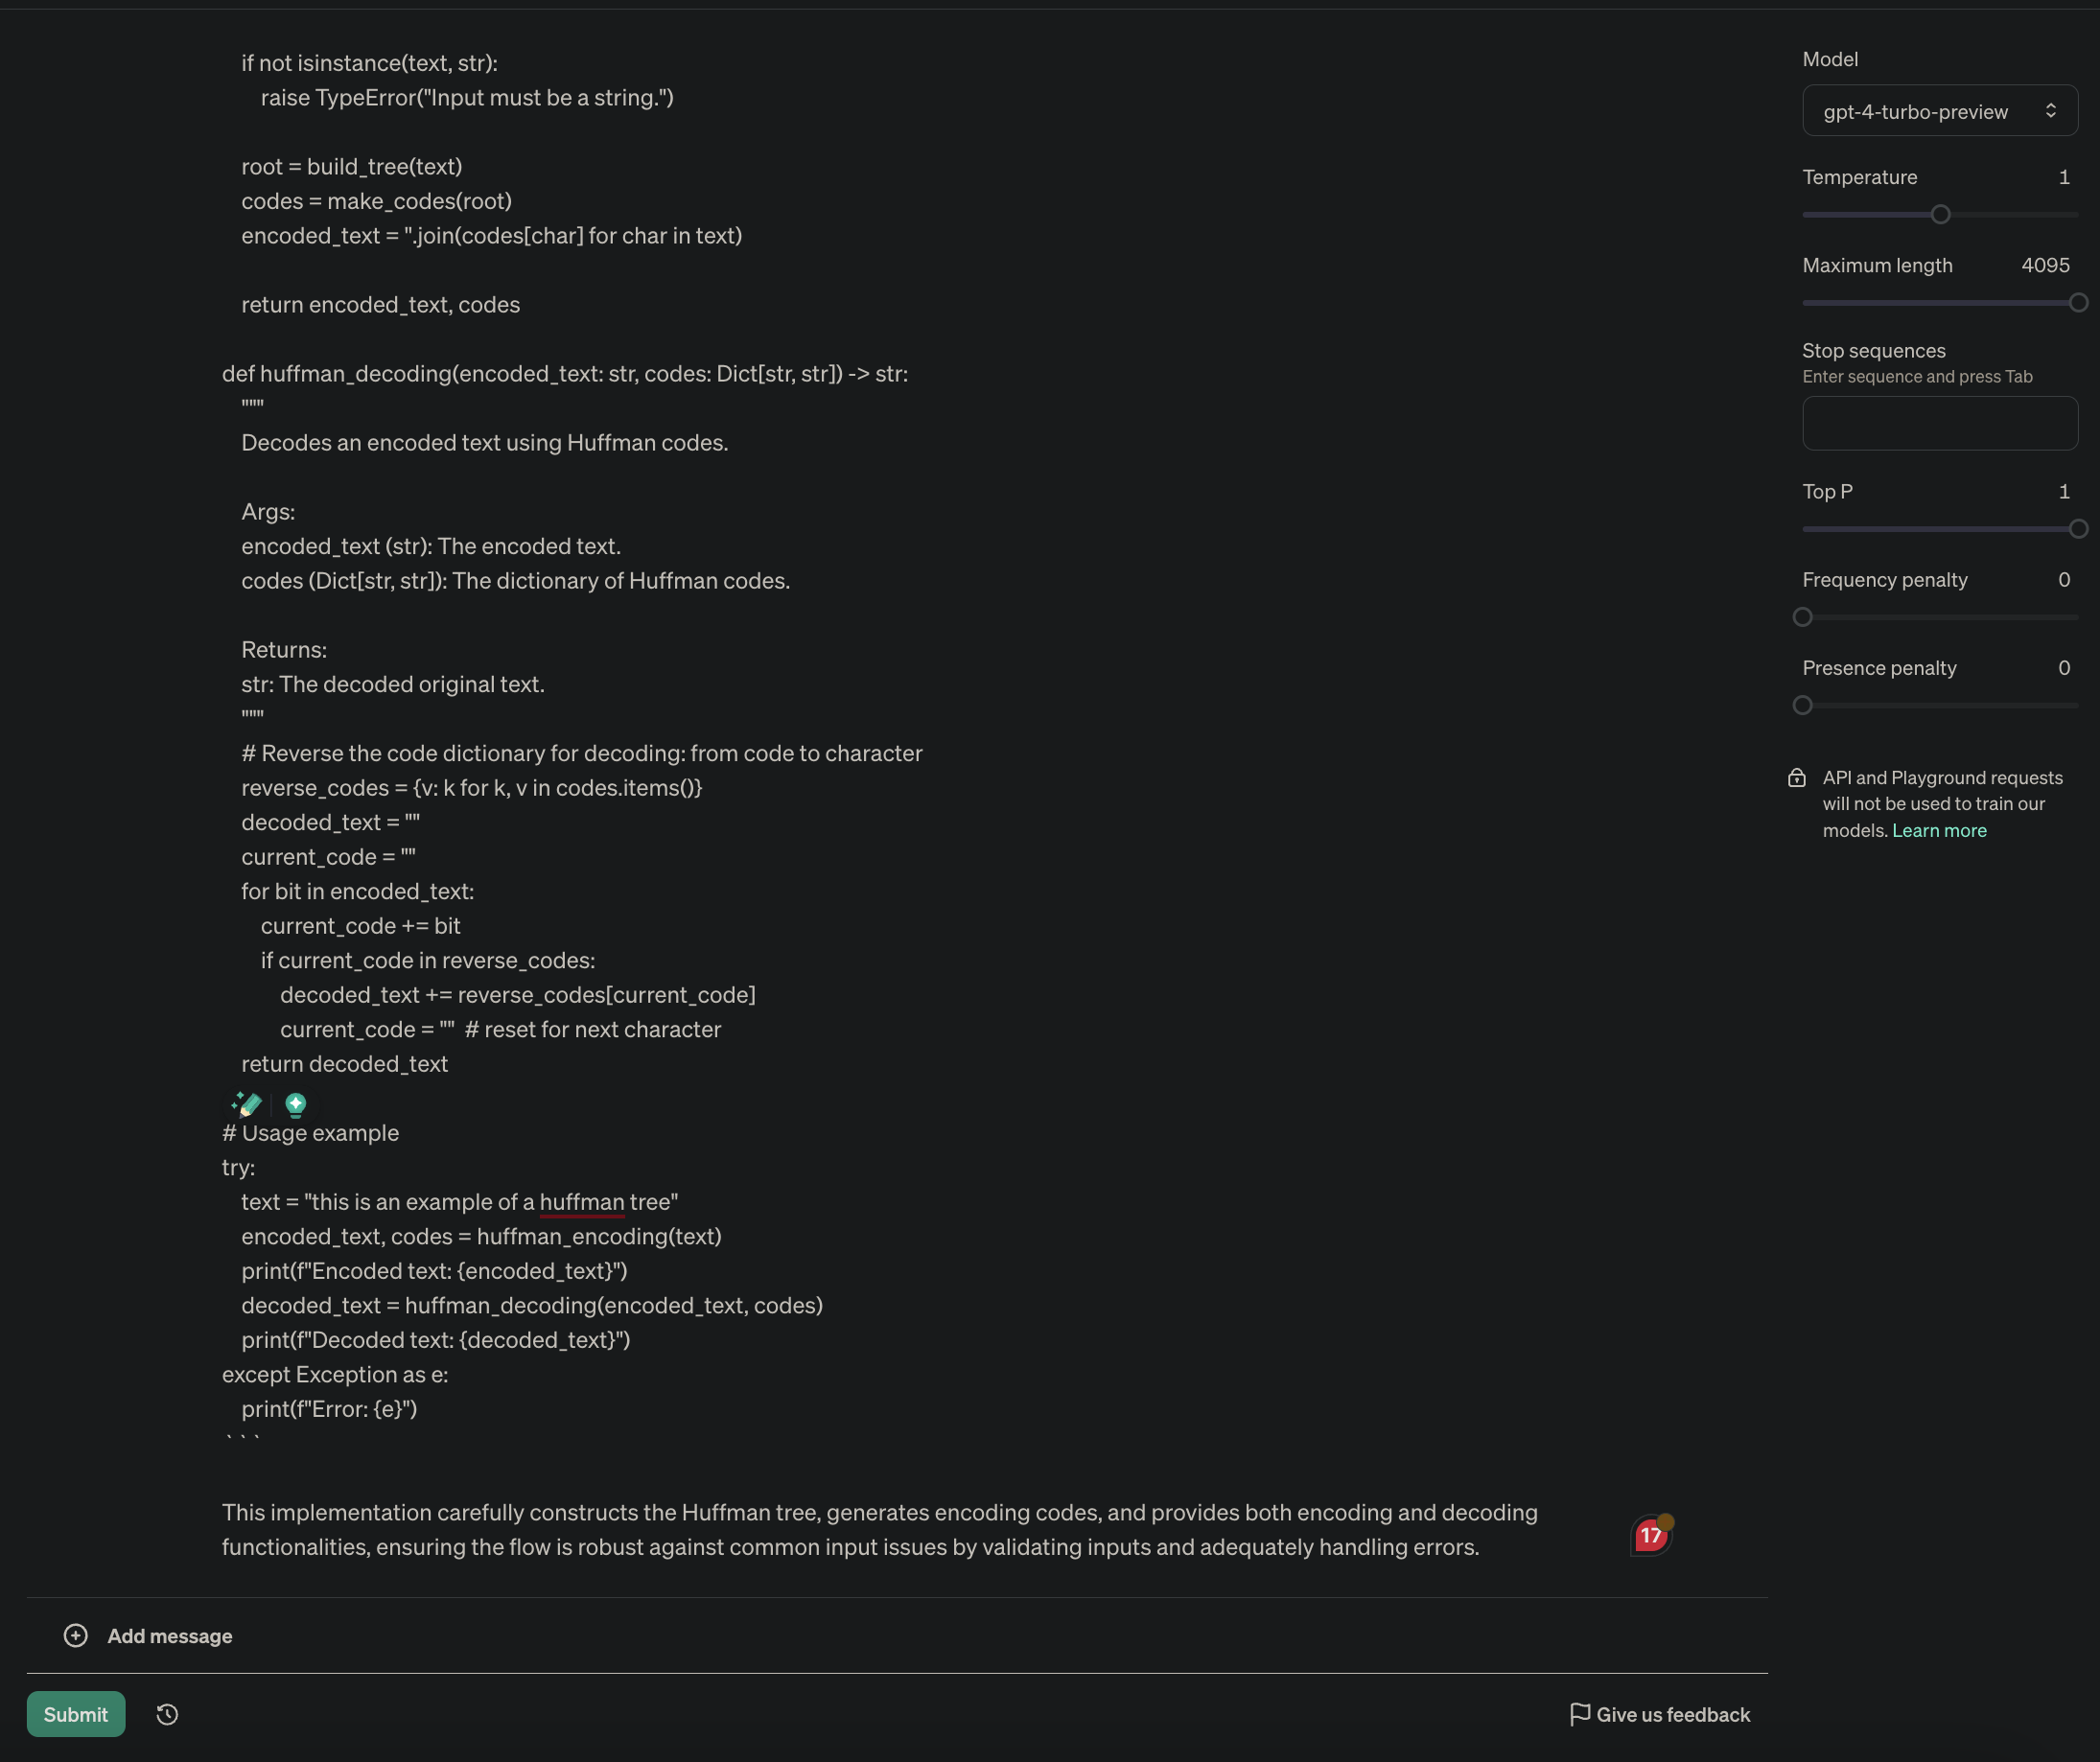 if not isinstance(text, str):
raise TypeError("Input must be a string.")
root = build_tree(text)
codes = make_codes(root)
encoded_text = ''.join(codes[char] for char in text)
return encoded_text, codes
def huffman_decoding(encoded_text: str, codes: Dict[str, str]) -> str:
"""
Decodes an encoded text using Huffman codes.
Args:
encoded_text (str): The encoded text.
codes (Dict[str, str]): The dictionary of Huffman codes.
Returns:
str: The decoded original text.
"""
# Reverse the code dictionary for decoding: from code to character
reverse_codes = {v: k for k, v in codes.items()}
decoded_text = ""
current_code = ""
for bit in encoded_text:
current_code += bit
if current_code in reverse_codes:
decoded_text += reverse_codes[current_code]
current_code = "" # reset for next character
return decoded_text
# Usage example
try:
text = "this is an example of a huffman tree"
encoded_text, codes = huffman_encoding(text)
print(f"Encoded text: {encoded_text}")
decoded_text = huffman_decoding(encoded_text, codes)
print(f"Decoded text: {decoded_text}")
except Exception as e:
print(f"Error: {e}")
```
This implementation carefully constructs the Huffman tree, generates encoding codes, and provides both encoding and decoding
functionalities, ensuring the flow is robust against common input issues by validating inputs and adequately handling errors.
17
Add message
Submit
Give us feedback
Model
gpt-4-turbo-preview
Temperature 1
Maximum length 4095
Stop sequences
Enter sequence and press Tab
Top P 1
Frequency penalty 0
Presence penalty 0
API and Playground requests
will not be used to train our
models. Learn more